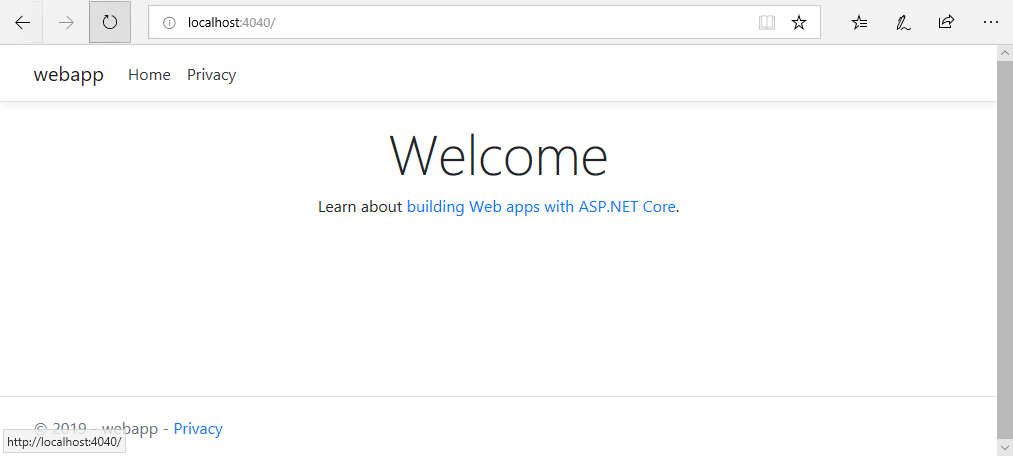 localhost:4040/
webapp Home Privacy
Welcome
Learn about building Web apps with ASP.NET Core.
© 2019 - webapp - Privacy
http://localhost:4040/